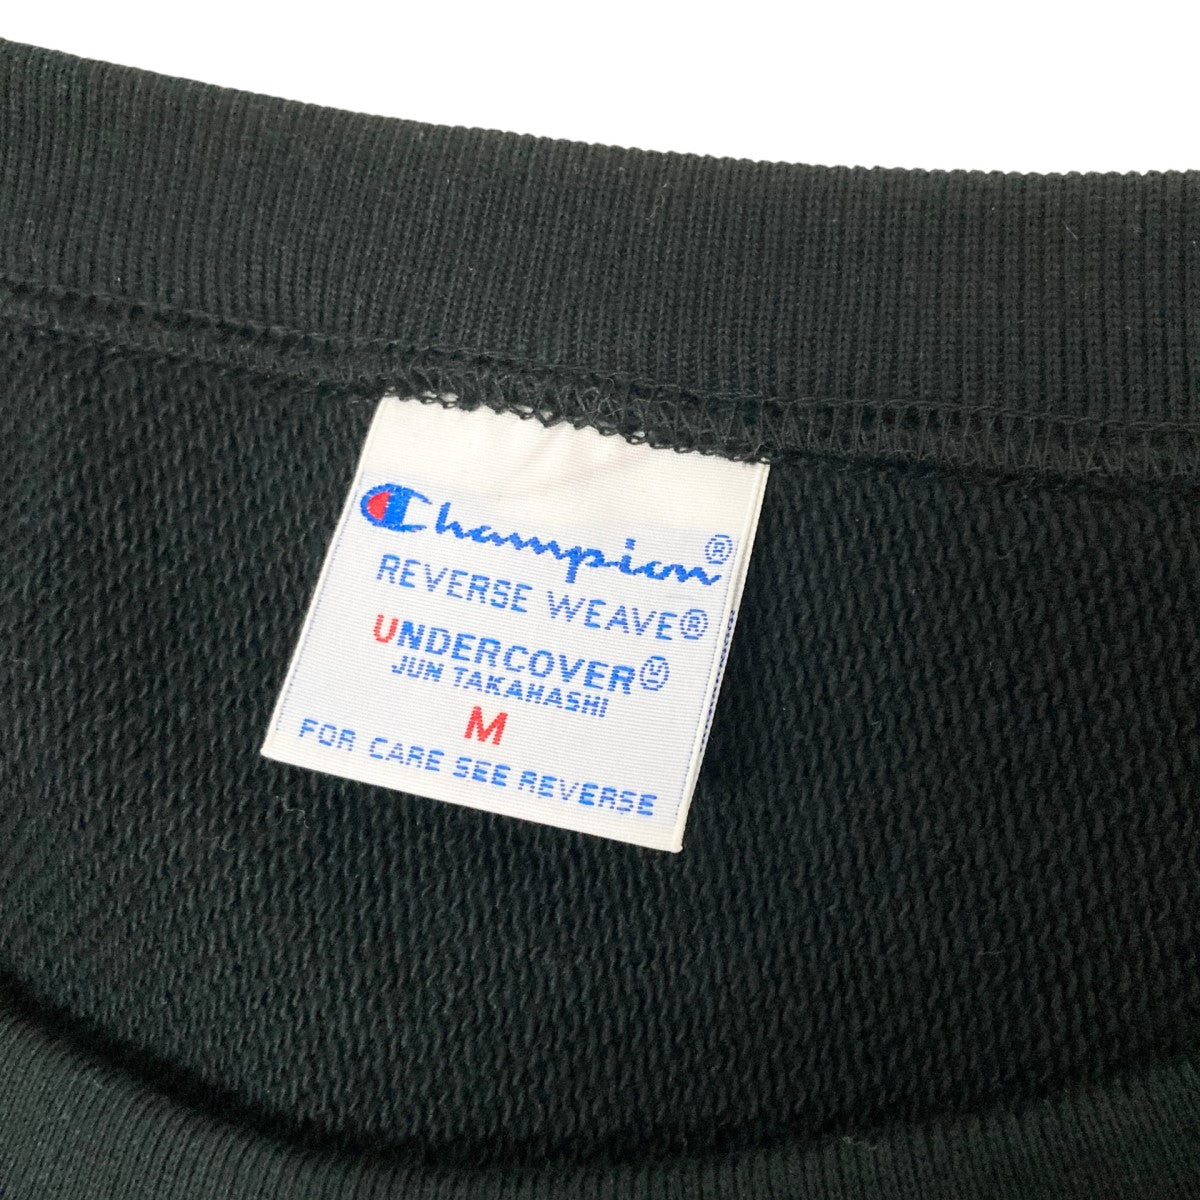 Champion®
REVERSE WEAVE®
UNDERCOVER Ⓤ
JUN TAKAHASHI
M
FOR CARE SEE REVERSE